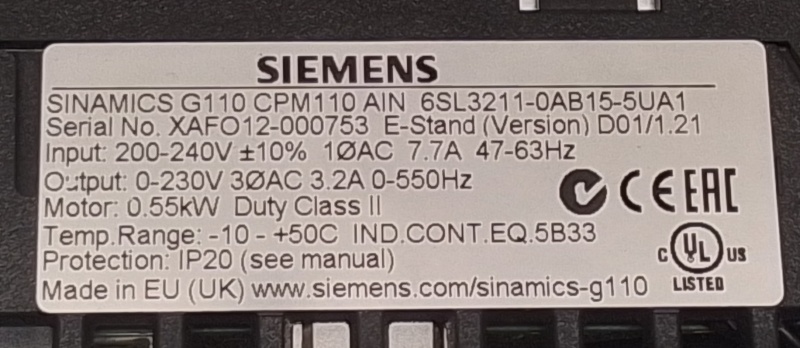 SIEMENS
SINAMICS G110 CPM110 AIN 6SL3211-0AB15-5UA1
Serial No. XAFO12-000753 E-Stand (Version) D01/1.21
Input: 200-240V ±10% 1ØAC 7.7A 47-63Hz
Output: 0-230V 3ØAC 3.2A 0-550Hz
Motor: 0.55kW Duty Class II
Temp.Range: -10 - +50C IND.CONT.EQ.5B33
Protection: IP20 (see manual)
Made in EU (UK) www.siemens.com/sinamics-g110
CE EAC
C UL US
LISTED